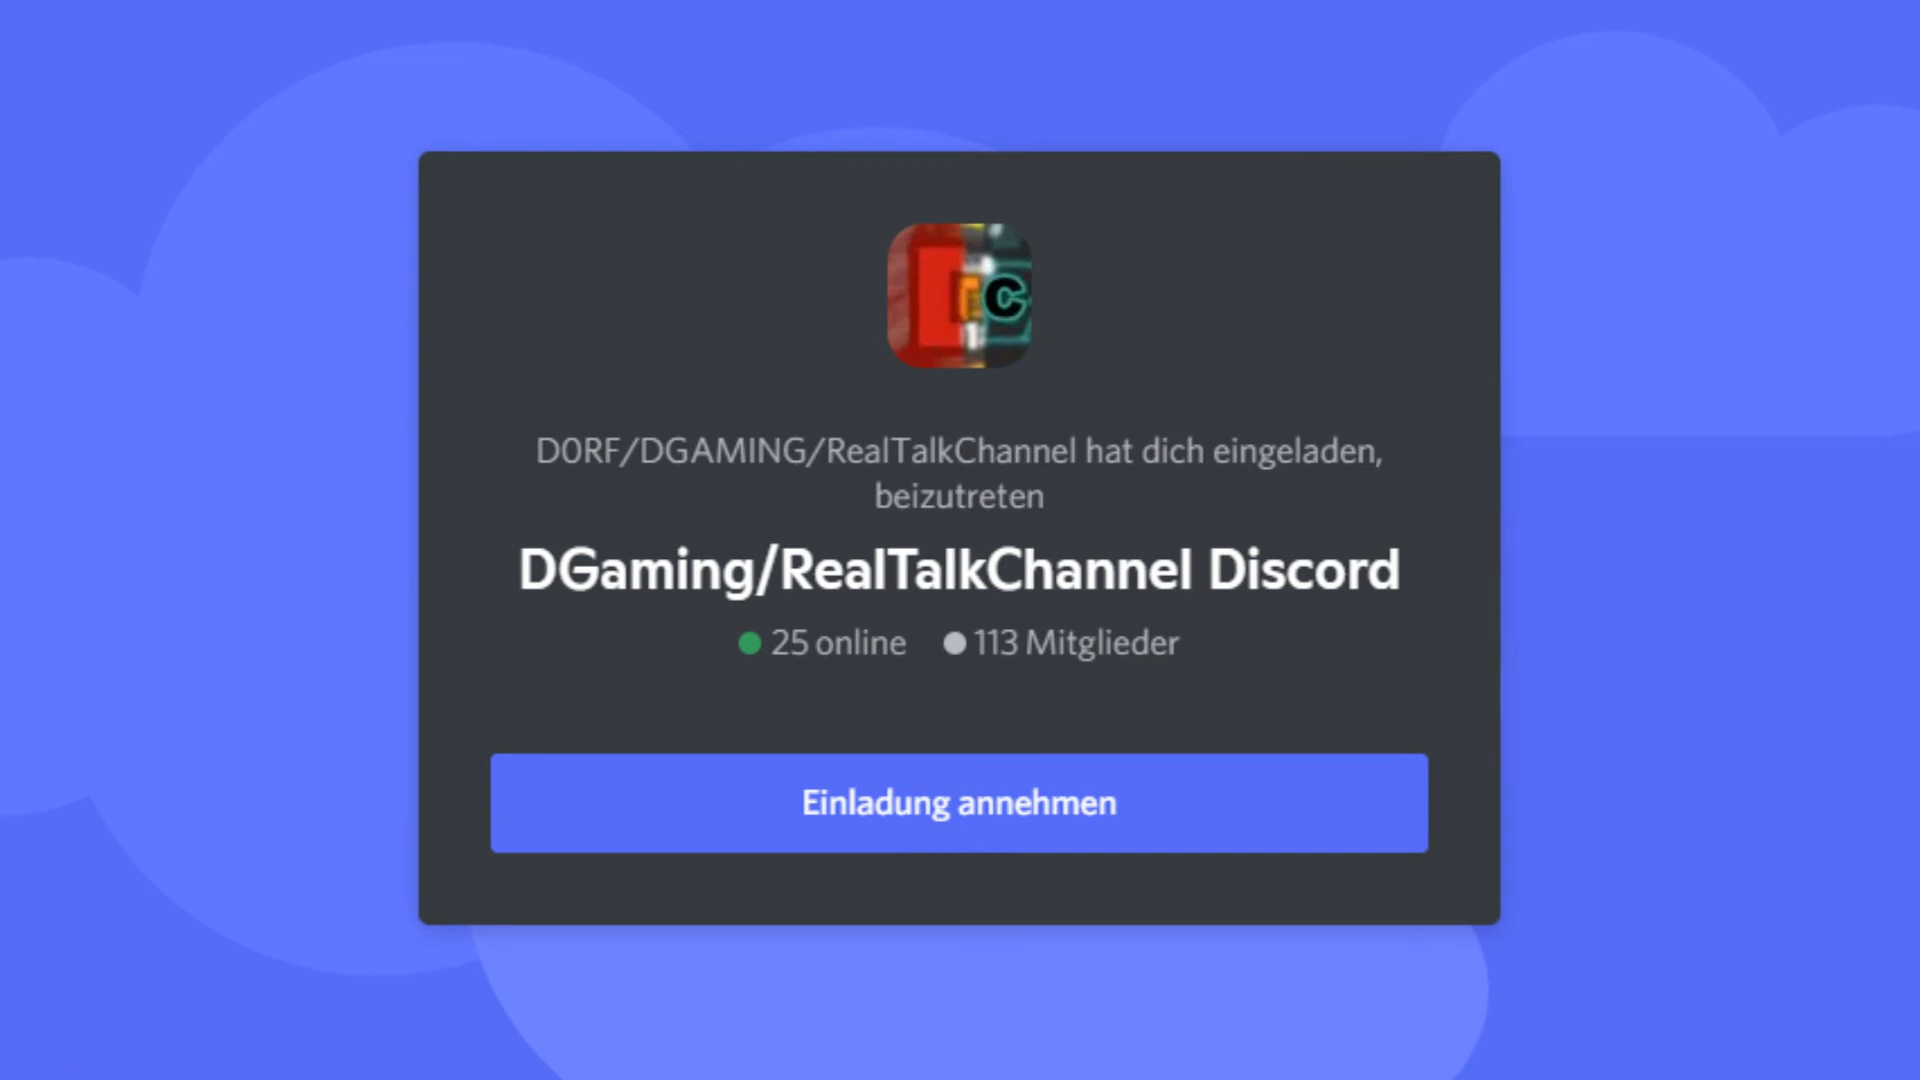 C
D0RF/DGAMING/RealTalkChannel hat dich eingeladen,
beizutreten
DGaming/RealTalkChannel Discord
25 online 113 Mitglieder
Einladung annehmen